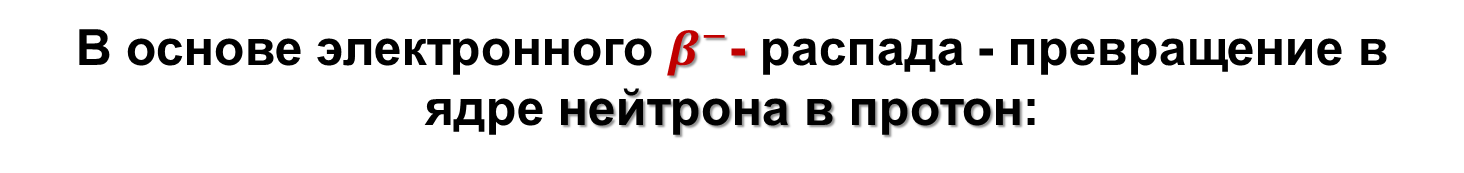 В основе электронного β⁻- распада - превращение в
ядре нейтрона в протон: